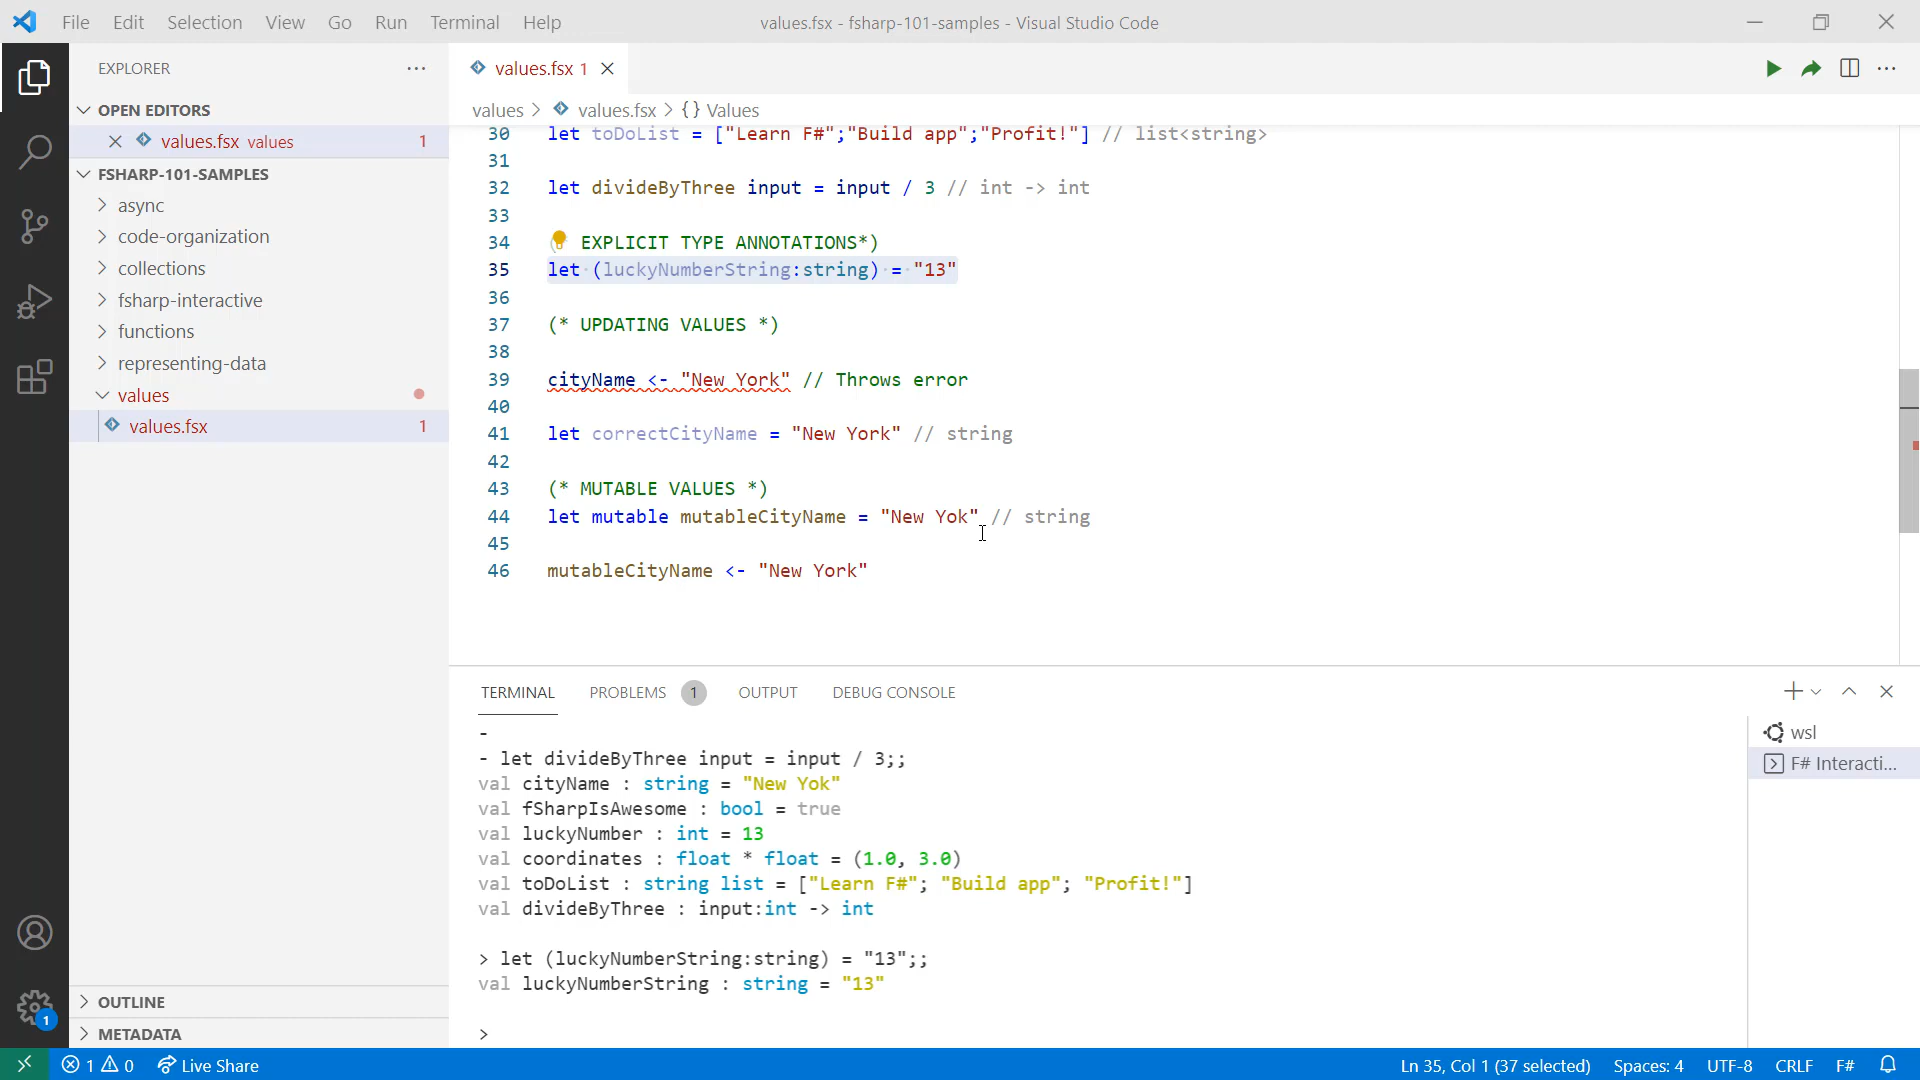 File Edit Selection View Go Run Terminal Help
values.fsx - fsharp-101-samples - Visual Studio Code
EXPLORER
OPEN EDITORS
values.fsx values 1
FSHARP-101-SAMPLES
async
code-organization
collections
fsharp-interactive
functions
representing-data
values
values.fsx 1
OUTLINE
METADATA
values.fsx 1
values > values.fsx > {} Values
30 let toDoList = ["Learn F#";"Build app";"Profit!"] // list<string>
31
32 let divideByThree input = input / 3 // int -> int
33
34 ( EXPLICIT TYPE ANNOTATIONS*)
35 let (luckyNumberString:string) = "13"
36
37 (* UPDATING VALUES *)
38
39 cityName <- "New York" // Throws error
40
41 let correctCityName = "New York" // string
42
43 (* MUTABLE VALUES *)
44 let mutable mutableCityName = "New Yok" // string
45
46 mutableCityName <- "New York"
TERMINAL PROBLEMS 1 OUTPUT DEBUG CONSOLE
-
- let divideByThree input = input / 3;;
val cityName : string = "New Yok"
val fSharpIsAwesome : bool = true
val luckyNumber : int = 13
val coordinates : float * float = (1.0, 3.0)
val toDoList : string list = ["Learn F#"; "Build app"; "Profit!"]
val divideByThree : input:int -> int
> let (luckyNumberString:string) = "13";;
val luckyNumberString : string = "13"
>
wsl
F# Interacti...
1
1 0 Live Share
Ln 35, Col 1 (37 selected) Spaces: 4 UTF-8 CRLF F#